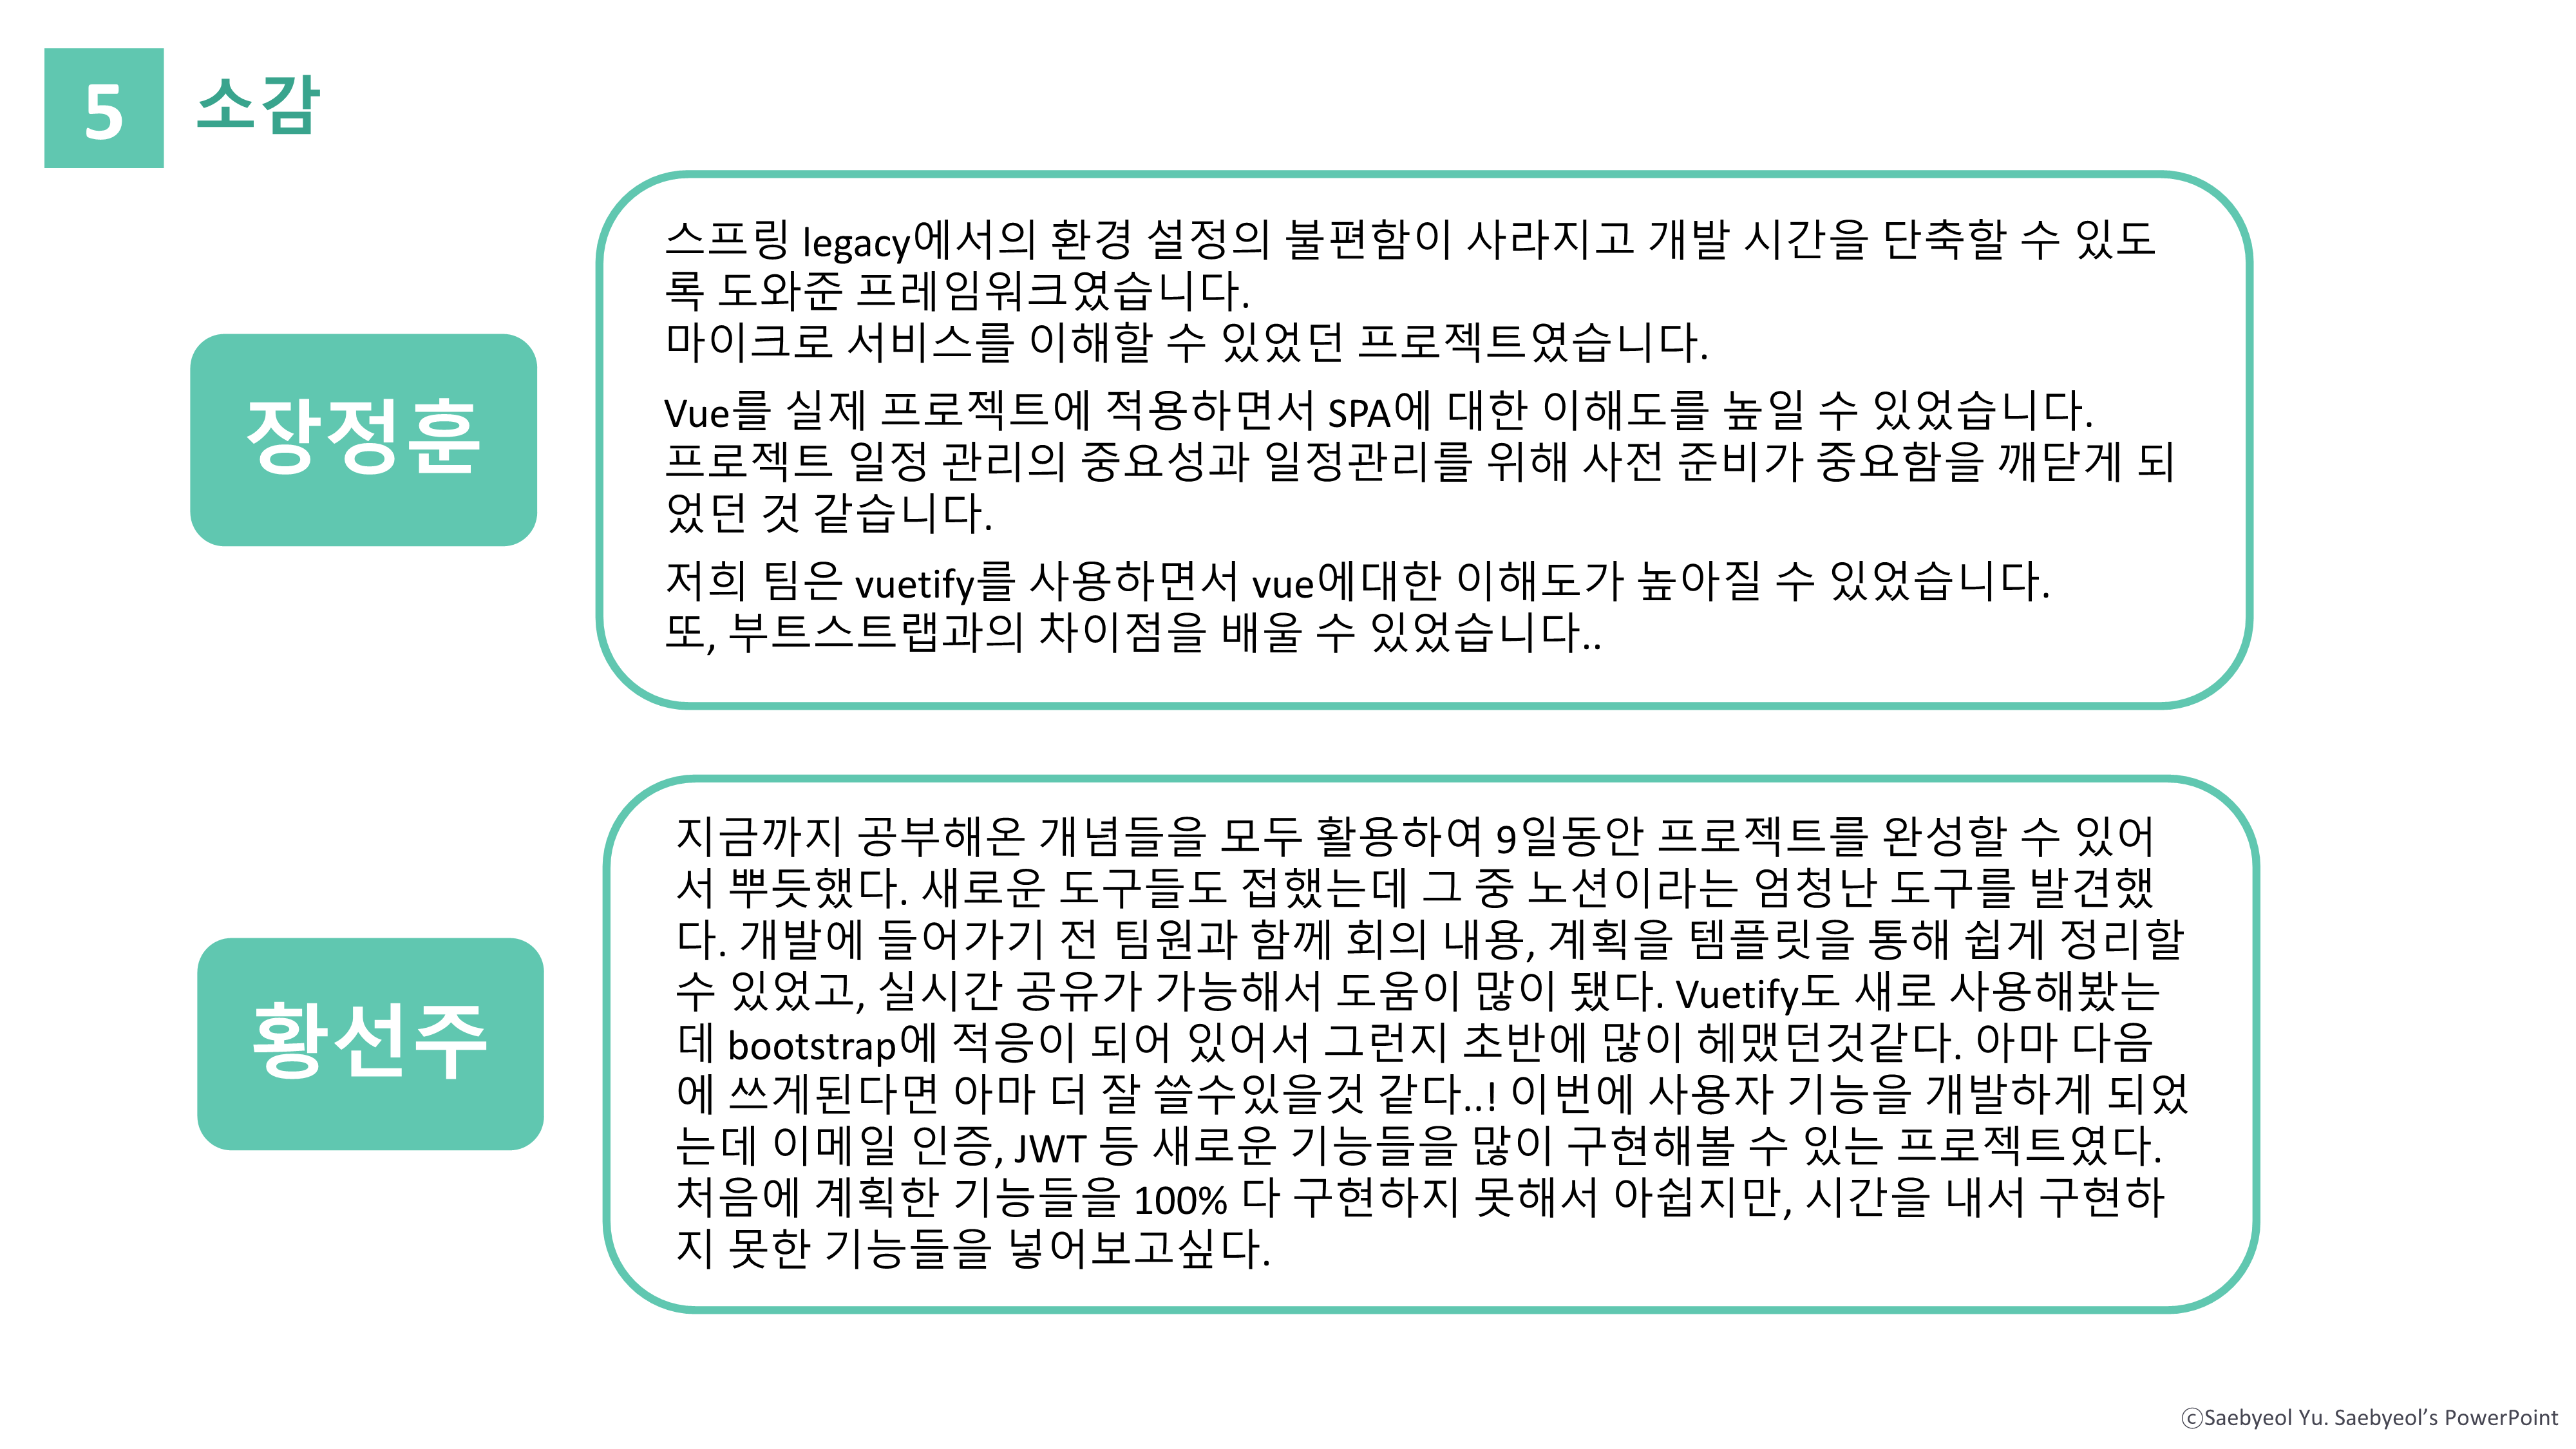 5 소감
장정훈
스프링 legacy에서의 환경 설정의 불편함이 사라지고 개발 시간을 단축할 수 있도
록 도와준 프레임워크였습니다.
마이크로 서비스를 이해할 수 있었던 프로젝트였습니다.
Vue를 실제 프로젝트에 적용하면서 SPA에 대한 이해도를 높일 수 있었습니다.
프로젝트 일정 관리의 중요성과 일정관리를 위해 사전 준비가 중요함을 깨닫게 되
었던 것 같습니다.
저희 팀은 vuetify를 사용하면서 vue에대한 이해도가 높아질 수 있었습니다.
또, 부트스트랩과의 차이점을 배울 수 있었습니다..
황선주
지금까지 공부해온 개념들을 모두 활용하여 9일동안 프로젝트를 완성할 수 있어
서 뿌듯했다. 새로운 도구들도 접했는데 그 중 노션이라는 엄청난 도구를 발견했
다. 개발에 들어가기 전 팀원과 함께 회의 내용, 계획을 템플릿을 통해 쉽게 정리할
수 있었고, 실시간 공유가 가능해서 도움이 많이 됐다. Vuetify도 새로 사용해봤는
데 bootstrap에 적응이 되어 있어서 그런지 초반에 많이 헤맸던것같다. 아마 다음
에 쓰게된다면 아마 더 잘 쓸수있을것 같다..! 이번에 사용자 기능을 개발하게 되었
는데 이메일 인증, JWT 등 새로운 기능들을 많이 구현해볼 수 있는 프로젝트였다.
처음에 계획한 기능들을 100% 다 구현하지 못해서 아쉽지만, 시간을 내서 구현하
지 못한 기능들을 넣어보고싶다.
ⓒSaebyeol Yu. Saebyeol’s PowerPoint